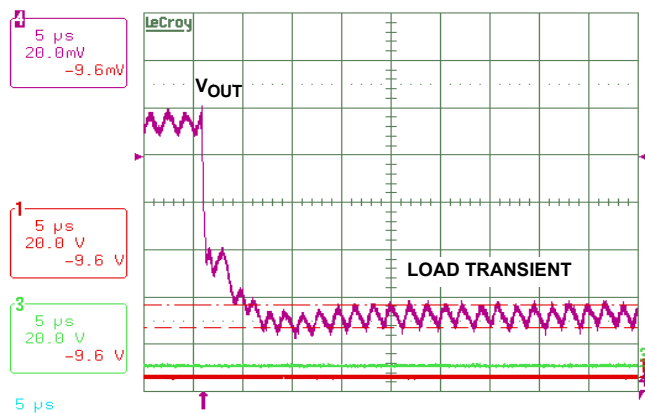 4
5 µs
20.0mV
-9.6mV
LeCroy
VOUT
1
5 µs
20.0 V
-9.6 V
LOAD TRANSIENT
3
5 µs
20.0 V
-9.6 V
5 µs